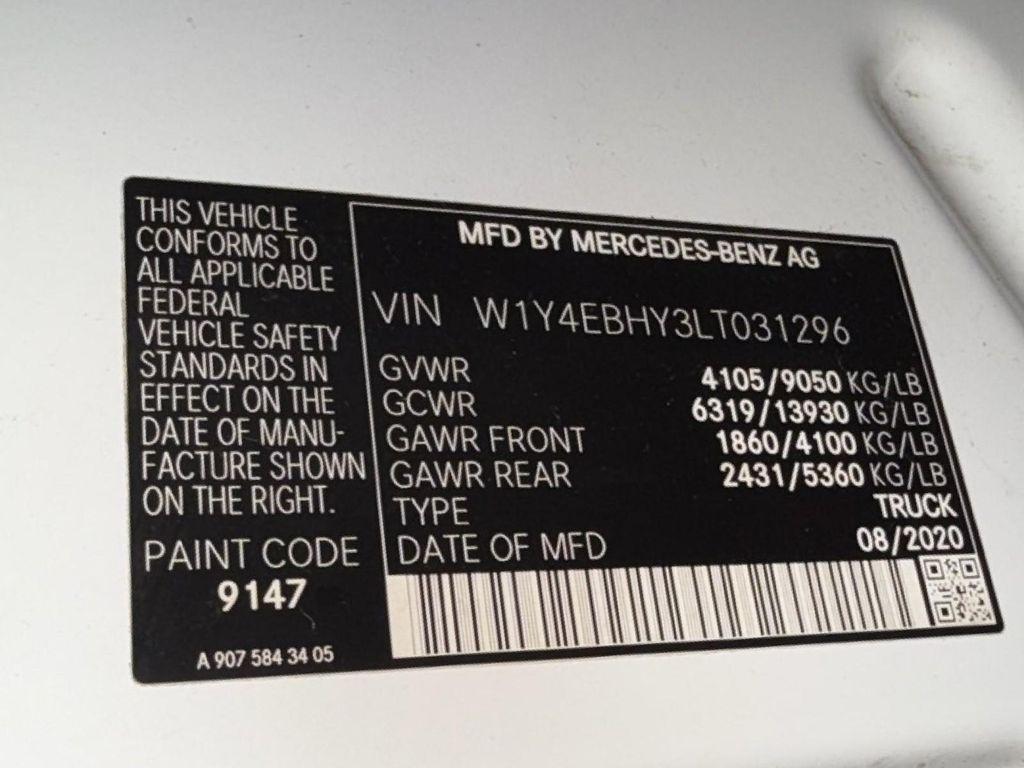 THIS VEHICLE
CONFORMS TO
ALL APPLICABLE
FEDERAL
VEHICLE SAFETY
STANDARDS IN
EFFECT ON THE
DATE OF MANU-
FACTURE SHOWN
ON THE RIGHT.
PAINT CODE
9147
A 907 584 34 05
MFD BY MERCEDES-BENZ AG
VIN W1Y4EBHY3LT031296
GVWR 4105/9050 KG/LB
GCWR 6319/13930 KG/LB
GAWR FRONT 1860/4100 KG/LB
GAWR REAR 2431/5360 KG/LB
TYPE TRUCK
DATE OF MFD 08/2020